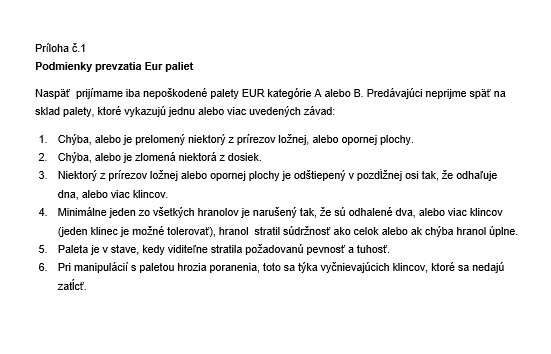 Príloha č.1
Podmienky prevzatia Eur paliet
Naspäť  prijímame iba nepoškodené palety EUR kategórie A alebo B. Predávajúci neprijme späť na
sklad palety, ktoré vykazujú jednu alebo viac uvedených závad:
1. Chýba, alebo je prelomený niektorý z prírezov ložnej, alebo opornej plochy.
2. Chýba, alebo je zlomená niektorá z dosiek.
3. Niektorý z prírezov ložnej alebo opornej plochy je odštiepený v pozdĺžnej osi tak, že odhaľuje
dna, alebo viac klincov.
4. Minimálne jeden zo všetkých hranolov je narušený tak, že sú odhalené dva, alebo viac klincov
(jeden klinec je možné tolerovať), hranol  stratil súdržnosť ako celok alebo ak chýba hranol úplne.
5. Paleta je v stave, kedy viditeľne stratila požadovanú pevnosť a tuhosť.
6. Pri manipulácií s paletou hrozia poranenia, toto sa týka vyčnievajúcich klincov, ktoré sa nedajú
zatĺcť.